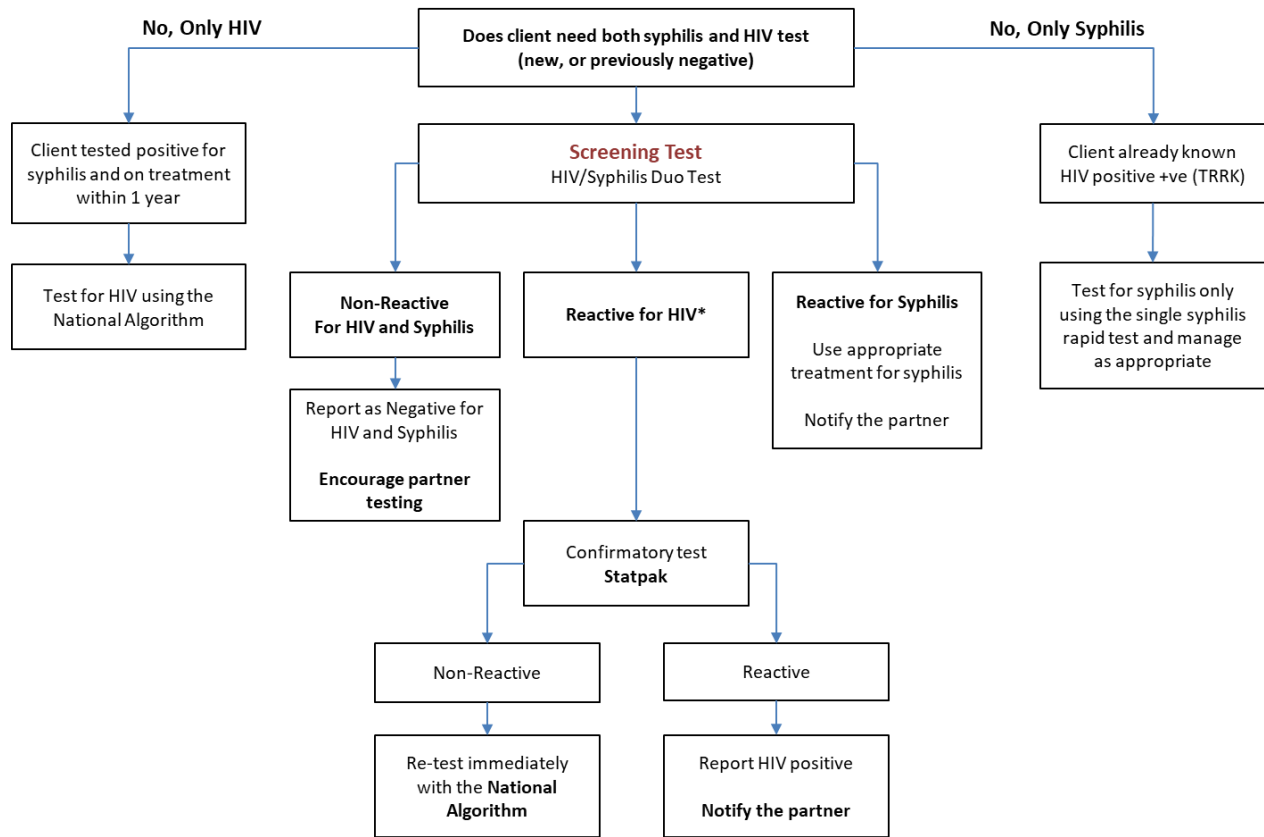 No, Only HIV
Does client need both syphilis and HIV test
(new, or previously negative)
No, Only Syphilis
Client tested positive for
syphilis and on treatment
within 1 year
Screening Test
HIV/Syphilis Duo Test
Client already known
HIV positive +ve (TRRK)
Test for HIV using the
National Algorithm
Non-Reactive
For HIV and Syphilis
Reactive for HIV*
Reactive for Syphilis
Use appropriate
treatment for syphilis
Notify the partner
Test for syphilis only
using the single syphilis
rapid test and manage
as appropriate
Report as Negative for
HIV and Syphilis
Encourage partner
testing
Confirmatory test
Statpak
Non-Reactive
Reactive
Re-test immediately
with the National
Algorithm
Report HIV positive
Notify the partner